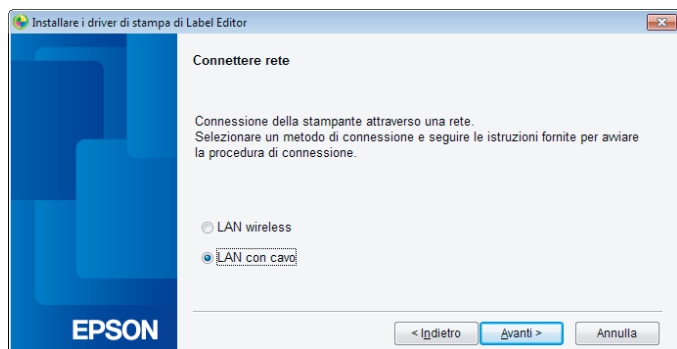 Installare i driver di stampa di Label Editor
Connettere rete
Connessione della stampante attraverso una rete.
Selezionare un metodo di connessione e seguire le istruzioni fornite per avviare
la procedura di connessione.
LAN wireless
LAN con cavo
EPSON
< Indietro
Avanti >
Annulla